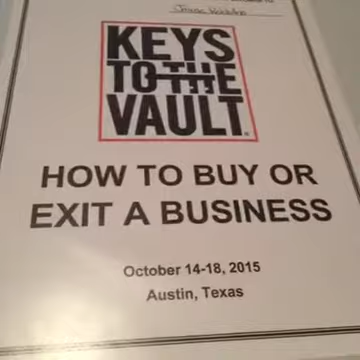 KEYS
TO THE
VAULT®
HOW TO BUY OR
EXIT A BUSINESS
October 14-18, 2015
Austin, Texas